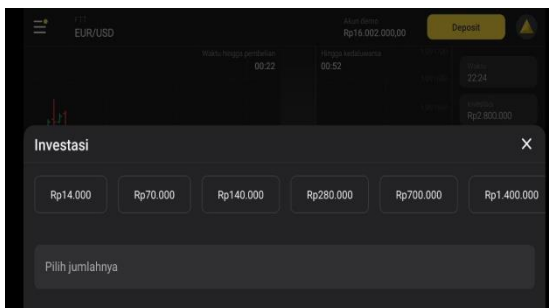 FTT
EUR/USD
Akun demo
Rp16.002.000,00
Deposit
Waktu hingga pembelian
00:22
Hingga kedaluwarsa
00:52
Waktu
22:24
Investasi
Rp2.800.000
Investasi
Rp14.000
Rp70.000
Rp140.000
Rp280.000
Rp700.000
Rp1.400.000
Pilih jumlahnya